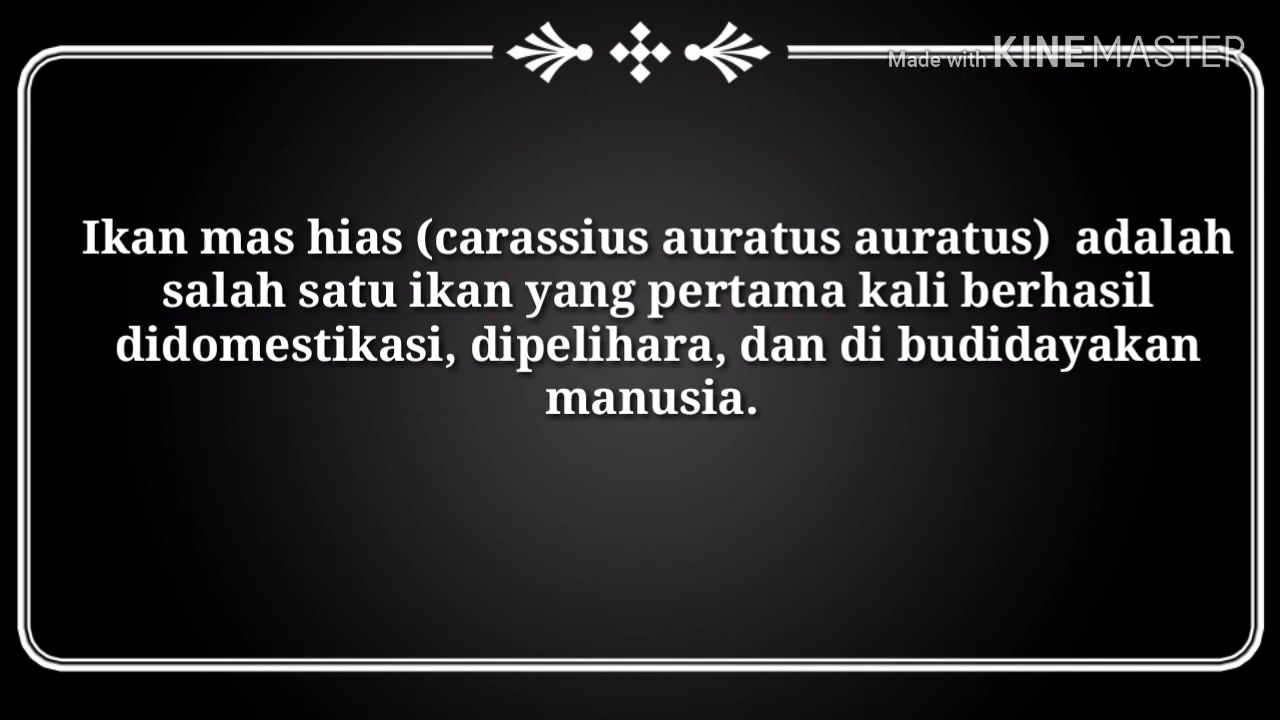 Made with KINEMASTER
Ikan mas hias (carassius auratus auratus)  adalah
salah satu ikan yang pertama kali berhasil
didomestikasi, dipelihara, dan di budidayakan
manusia.